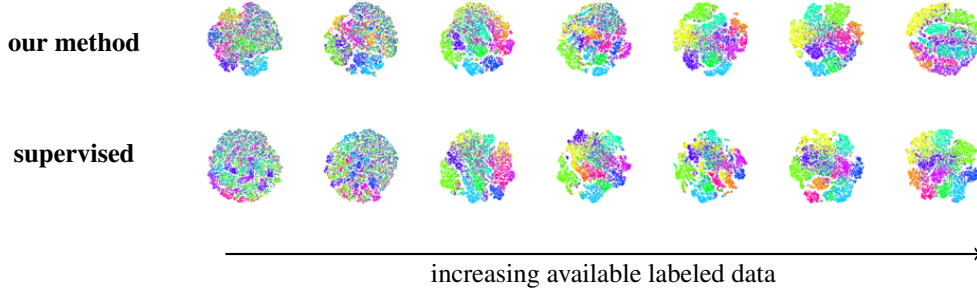 our method
supervised
increasing available labeled data